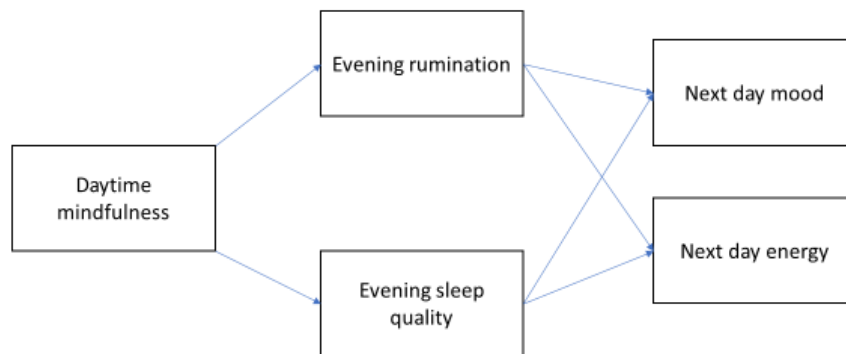 Evening rumination
Next day mood
Daytime
mindfulness
Next day energy
Evening sleep
quality